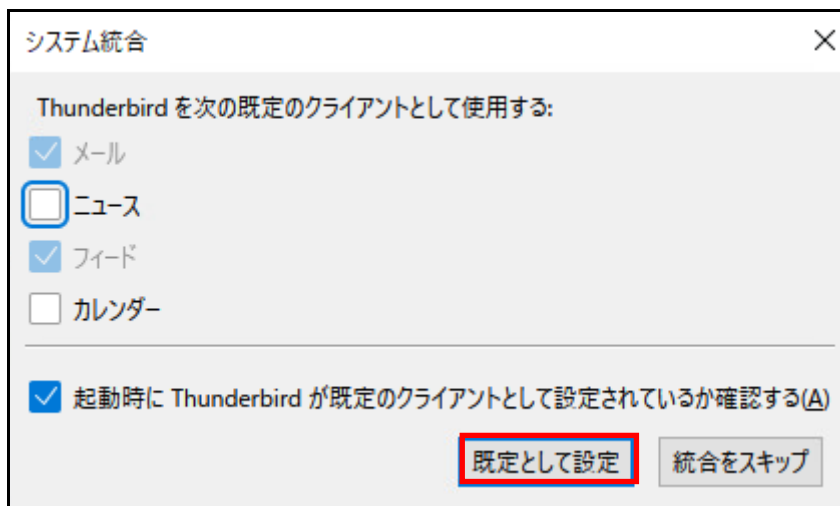 システム統合
Thunderbird を次の既定のクライアントとして使用する:
メール
ニュース
フィード
カレンダー
起動時に Thunderbird が既定のクライアントとして設定されているか確認する(A)
既定として設定
統合をスキップ